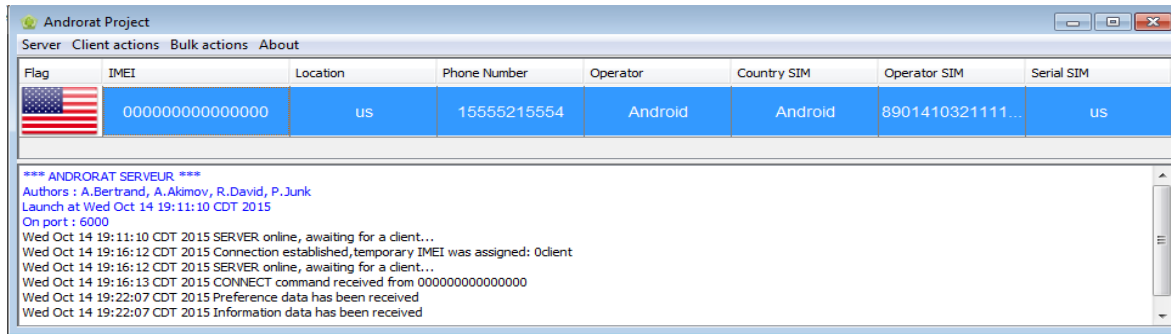 Androrat Project
Server Client actions Bulk actions About
Flag IMEI Location Phone Number Operator Country SIM Operator SIM Serial SIM
000000000000000 us 15555215554 Android Android 8901410321111... us
*** ANDRORAT SERVEUR ***
Authors : A.Bertrand, A.Akimov, R.David, P.Junk
Launch at Wed Oct 14 19:11:10 CDT 2015
On port : 6000
Wed Oct 14 19:11:10 CDT 2015 SERVER online, awaiting for a client...
Wed Oct 14 19:16:12 CDT 2015 Connection established,temporary IMEI was assigned: 0client
Wed Oct 14 19:16:12 CDT 2015 SERVER online, awaiting for a client...
Wed Oct 14 19:16:13 CDT 2015 CONNECT command received from 000000000000000
Wed Oct 14 19:22:07 CDT 2015 Preference data has been received
Wed Oct 14 19:22:07 CDT 2015 Information data has been received